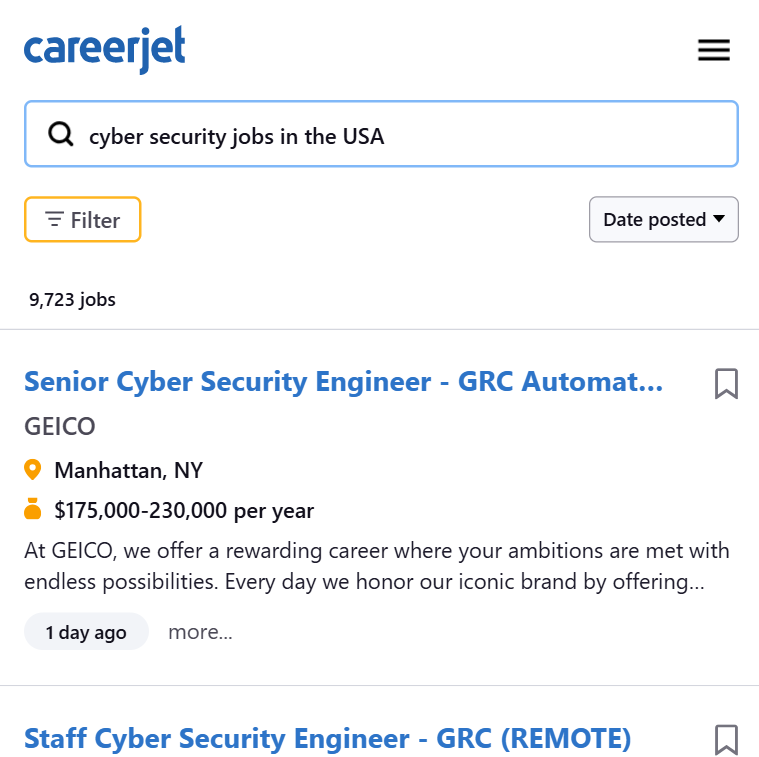 careerjet
cyber security jobs in the USA
Filter
Date posted
9,723 jobs
Senior Cyber Security Engineer - GRC Automat...
GEICO
Manhattan, NY
$175,000-230,000 per year
At GEICO, we offer a rewarding career where your ambitions are met with
endless possibilities. Every day we honor our iconic brand by offering...
1 day ago more...
Staff Cyber Security Engineer - GRC (REMOTE)